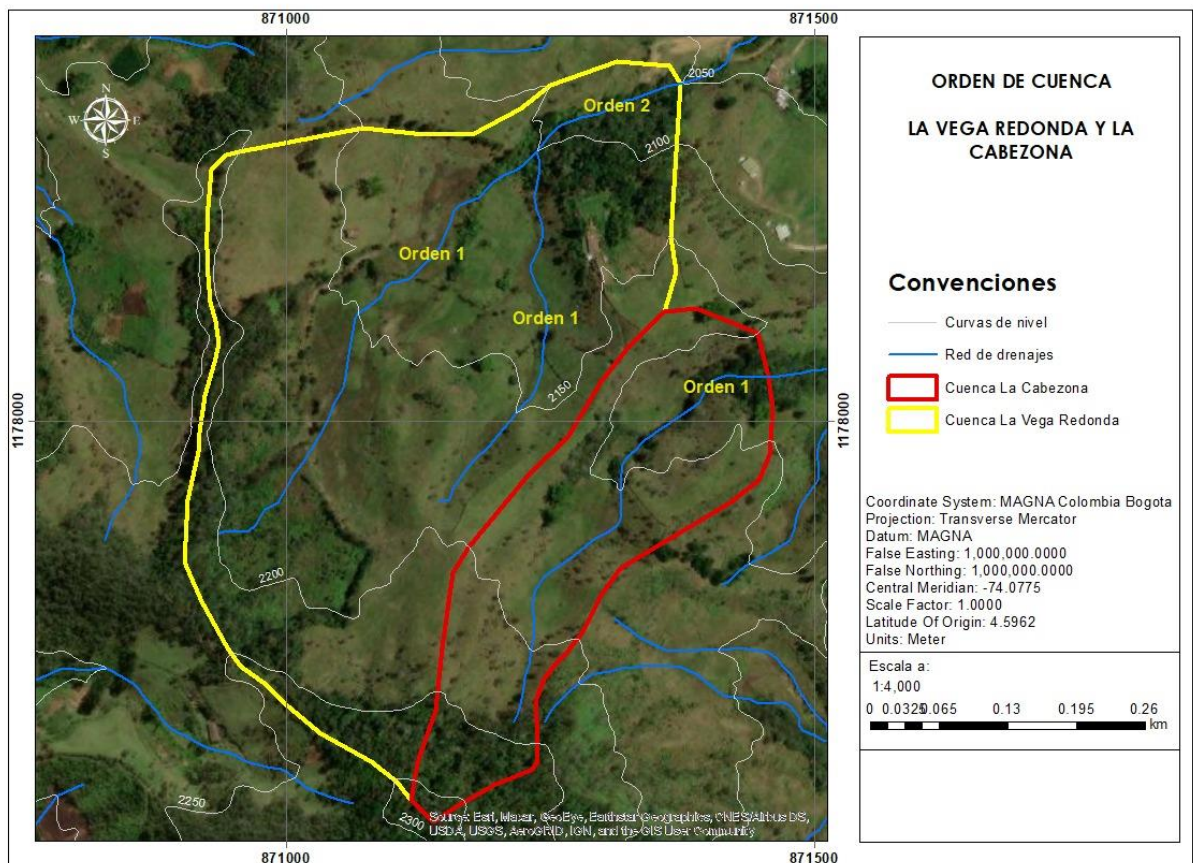 871000
871500
N
W
E
S
Orden 2
2050
2100
Orden 1
Orden 1
2150
Orden 1
1178000
1178000
2200
2250
2300
Source: Esri, Maxar, GeoEye, Earthstar Geographics, CNES/Airbus DS,
USDA, USGS, AeroGRID, IGN, and the GIS User Community
871000
871500
ORDEN DE CUENCA
LA VEGA REDONDA Y LA
CABEZONA
Convenciones
Curvas de nivel
Red de drenajes
Cuenca La Cabezona
Cuenca La Vega Redonda
Coordinate System: MAGNA Colombia Bogota
Projection: Transverse Mercator
Datum: MAGNA
False Easting: 1,000,000.0000
False Northing: 1,000,000.0000
Central Meridian: -74.0775
Scale Factor: 1.0000
Latitude Of Origin: 4.5962
Units: Meter
Escala a:
1:4,000
0 0.0325 0.065 0.13 0.195 0.26
km